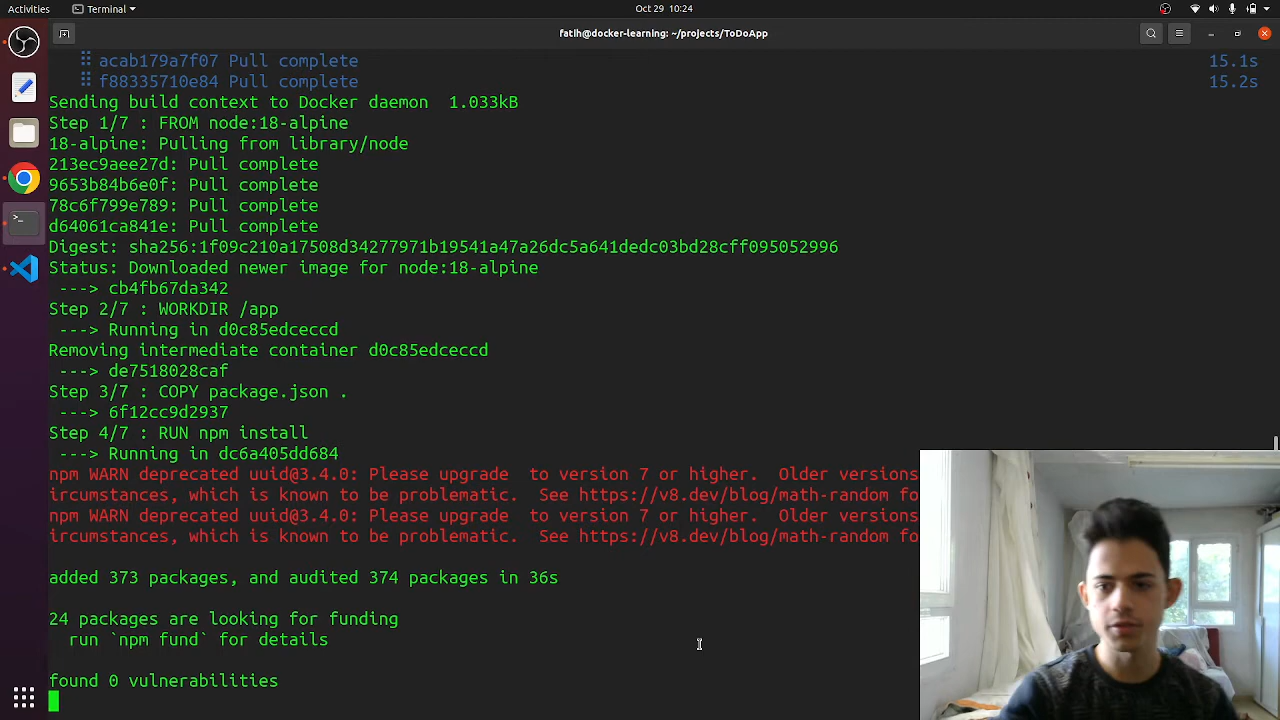 Activities
Terminal
Oct 29 10:24
fatih@docker-learning: ~/projects/ToDoApp
⠿ acab179a7f07 Pull complete 15.1s
⠿ f88335710e84 Pull complete 15.2s
Sending build context to Docker daemon  1.033kB
Step 1/7 : FROM node:18-alpine
18-alpine: Pulling from library/node
213ec9aee27d: Pull complete
9653b84b6e0f: Pull complete
78c6f799e789: Pull complete
d64061ca841e: Pull complete
Digest: sha256:1f09c210a17508d34277971b19541a47a26dc5a641dedc03bd28cff095052996
Status: Downloaded newer image for node:18-alpine
---> cb4fb67da342
Step 2/7 : WORKDIR /app
---> Running in d0c85edceccd
Removing intermediate container d0c85edceccd
---> de7518028caf
Step 3/7 : COPY package.json .
---> 6f12cc9d2937
Step 4/7 : RUN npm install
---> Running in dc6a405dd684
npm WARN deprecated uuid@3.4.0: Please upgrade  to version 7 or higher.  Older versions
ircumstances, which is known to be problematic.  See https://v8.dev/blog/math-random fo
npm WARN deprecated uuid@3.4.0: Please upgrade  to version 7 or higher.  Older versions
ircumstances, which is known to be problematic.  See https://v8.dev/blog/math-random fo
added 373 packages, and audited 374 packages in 36s
24 packages are looking for funding
run `npm fund` for details
found 0 vulnerabilities